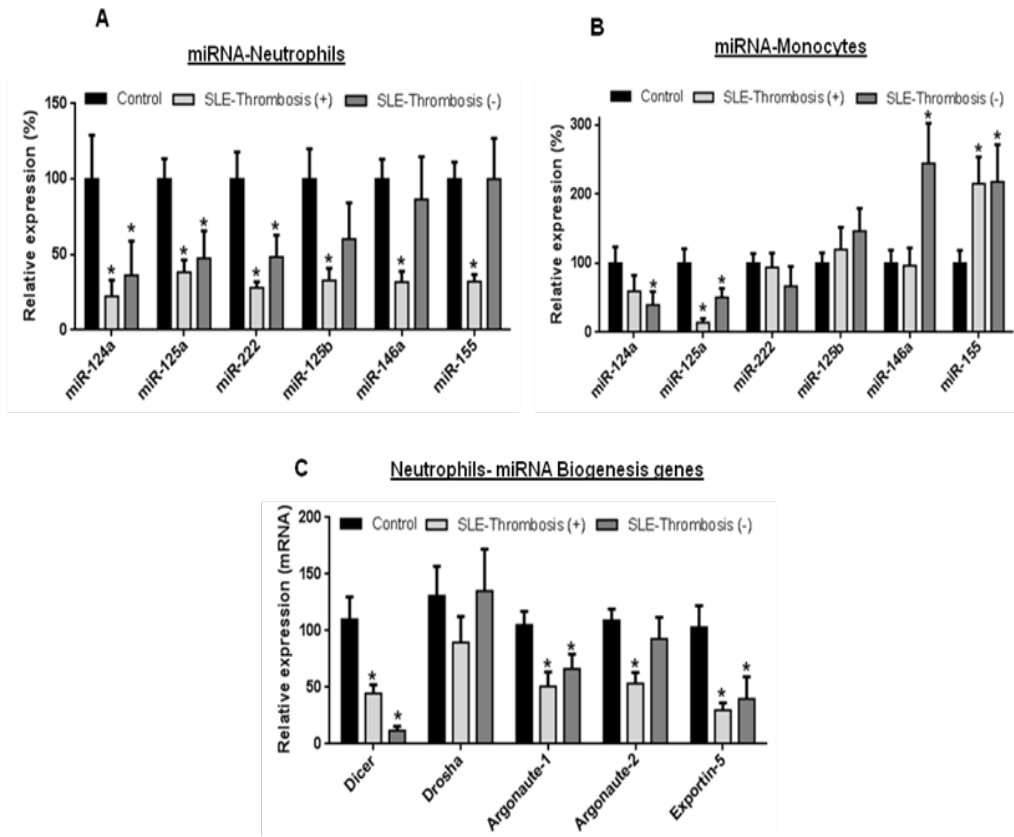 A
miRNA-Neutrophils
Control SLE-Thrombosis (+) SLE-Thrombosis (-)
Relative expression (%)
150
100
50
0
* * * * * * * * *
miR-124a miR-125a miR-222 miR-125b miR-146a miR-155
B
miRNA-Monocytes
Control SLE-Thrombosis (+) SLE-Thrombosis (-)
Relative expression (%)
300
200
100
0
* * * * * *
miR-124a miR-125a miR-222 miR-125b miR-146a miR-155
C
Neutrophils- miRNA Biogenesis genes
Control SLE-Thrombosis (+) SLE-Thrombosis (-)
Relative expression (mRNA)
200
150
100
50
0
* * * * * * *
Dicer Drosha Argonaute-1 Argonaute-2 Exportin-5